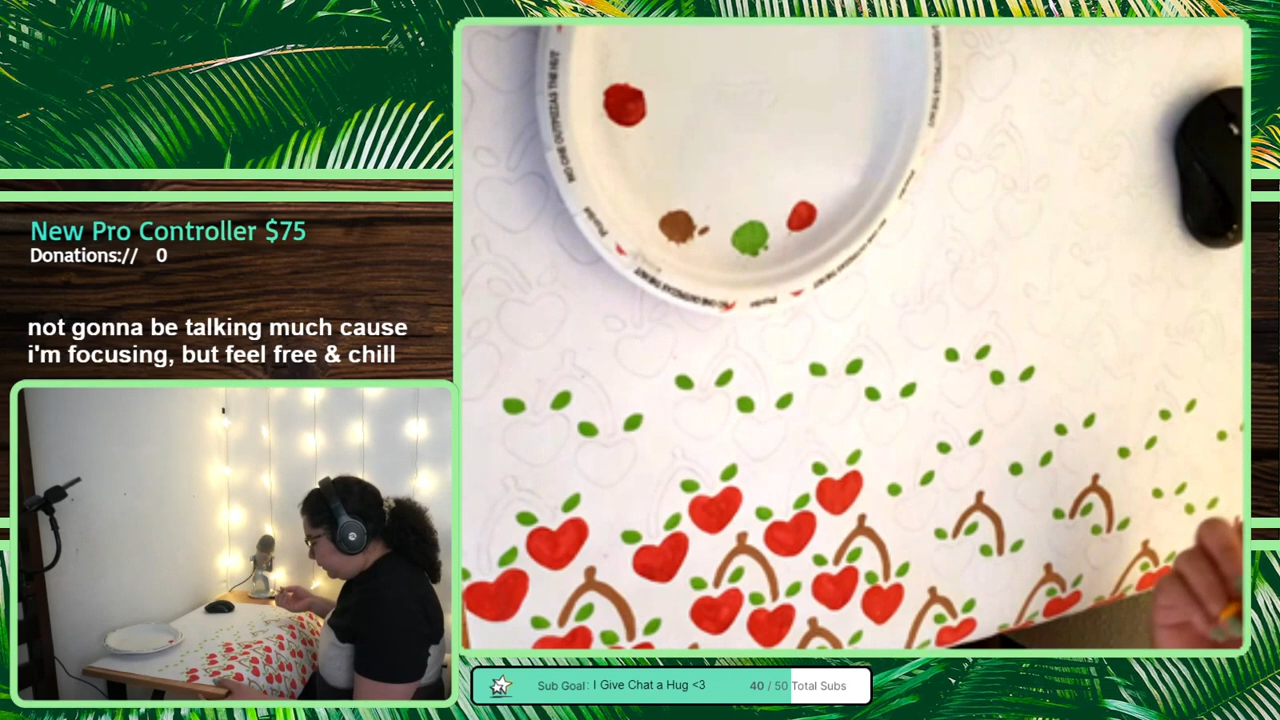 New Pro Controller $75
Donations:// 0
not gonna be talking much cause
i'm focusing, but feel free & chill
Sub Goal: I Give Chat a Hug <3 40 / 50 Total Subs